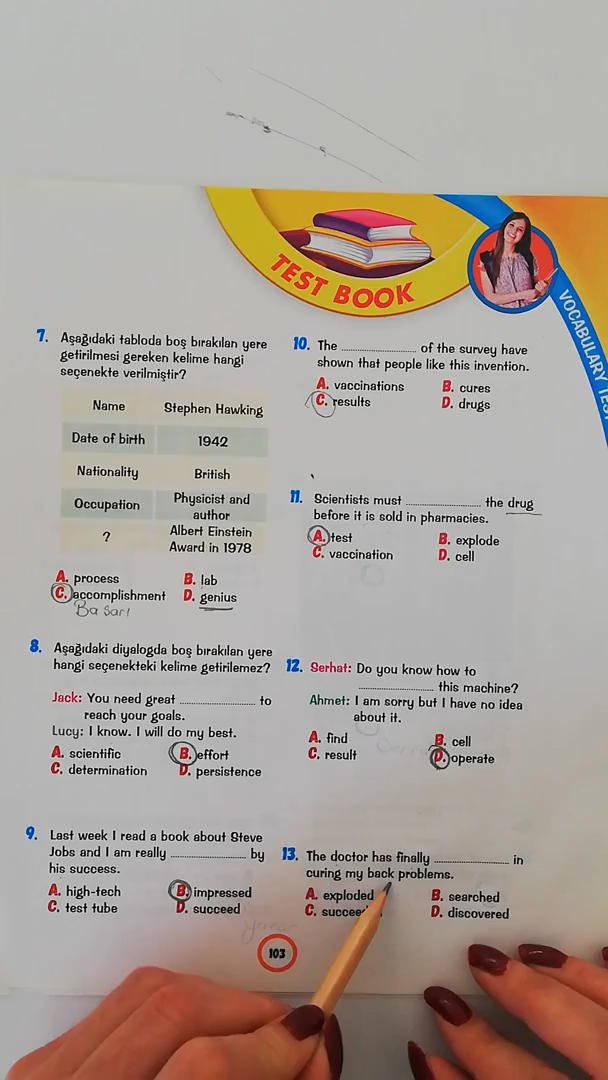 TEST BOOK
7. Aşağıdaki tabloda boş bırakılan yere
getirilmesi gereken kelime hangi
seçenekte verilmiştir?
Name Stephen Hawking
Date of birth 1942
Nationality British
Occupation Physicist and
author
? Albert Einstein
Award in 1978
A. process B. lab
C. accomplishment D. genius
Başarı
8. Aşağıdaki diyalogda boş bırakılan yere
hangi seçenekteki kelime getirilemez?
Jack: You need great ........................ to
reach your goals.
Lucy: I know. I will do my best.
A. scientific B. effort
C. determination D. persistence
9. Last week I read a book about Steve
Jobs and I am really ........................ by
his success.
A. high-tech B. impressed
C. test tube D. succeed
10. The ........................ of the survey have
shown that people like this invention.
A. vaccinations B. cures
C. results D. drugs
11. Scientists must ........................ the drug
before it is sold in pharmacies.
A. test B. explode
C. vaccination D. cell
12. Serhat: Do you know how to
........................ this machine?
Ahmet: I am sorry but I have no idea
about it.
A. find B. cell
C. result D. operate
13. The doctor has finally ........................ in
curing my back problems.
A. exploded B. searched
C. D. discovered
103
VOCABULARY